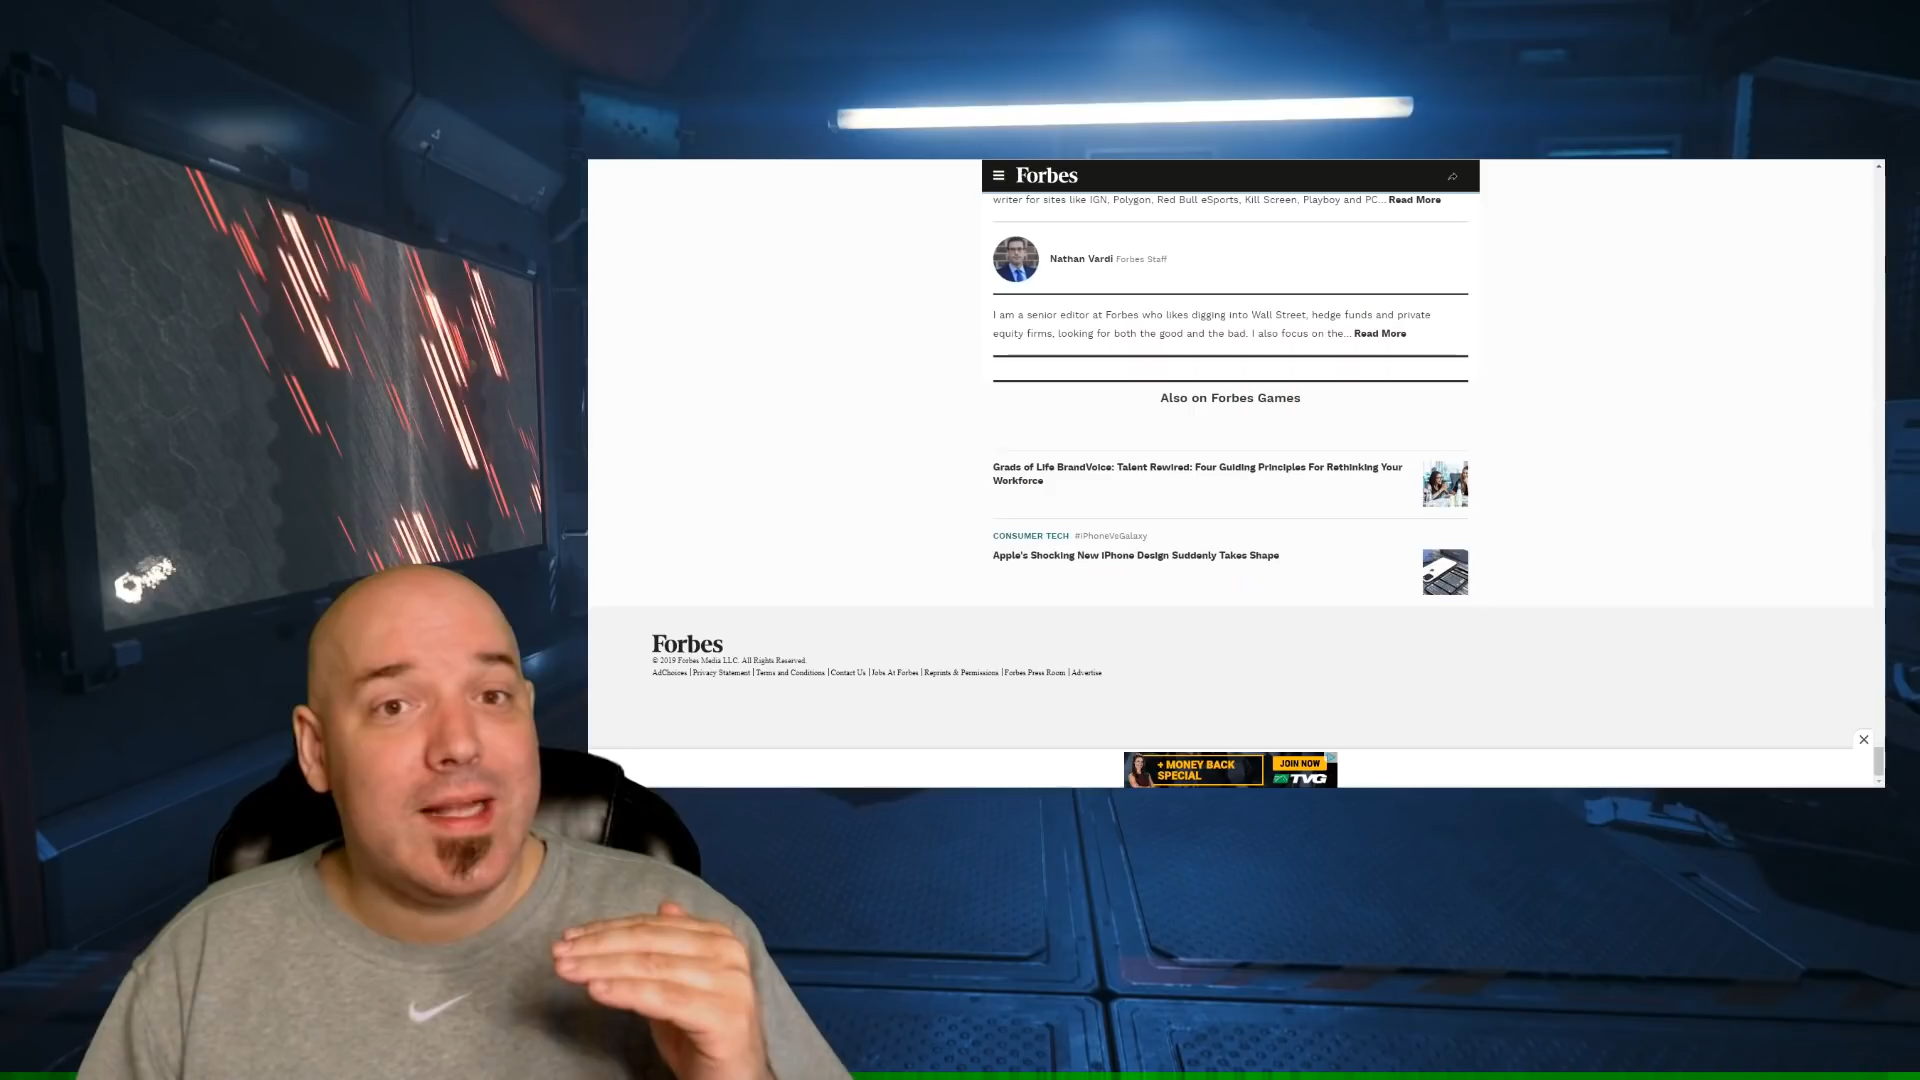 Forbes
writer for sites like IGN, Polygon, Red Bull eSports, Kill Screen, Playboy and PC... Read More
Nathan Vardi Forbes Staff
I am a senior editor at Forbes who likes digging into Wall Street, hedge funds and private
equity firms, looking for both the good and the bad. I also focus on the... Read More
Also on Forbes Games
Grads of Life BrandVoice: Talent Rewired: Four Guiding Principles For Rethinking Your
Workforce
CONSUMER TECH #iPhoneVsGalaxy
Apple's Shocking New iPhone Design Suddenly Takes Shape
Forbes
© 2019 Forbes Media LLC. All Rights Reserved.
AdChoices | Privacy Statement | Terms and Conditions | Contact Us | Jobs At Forbes | Reprints & Permissions | Forbes Press Room | Advertise
+ MONEY BACK
SPECIAL
JOIN NOW
TVG